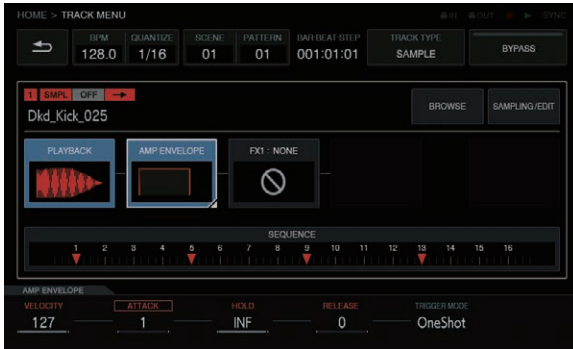 HOME > TRACK MENU IN OUT SYNC
BPM QUANTIZE SCENE PATTERN BAR:BEAT:STEP TRACK TYPE
128.0 1/16 01 01 001:01:01 SAMPLE BYPASS
1 SMPL OFF
Dkd_Kick_025 BROWSE SAMPLING/EDIT
PLAYBACK AMP ENVELOPE FX1 : NONE
SEQUENCE
1 2 3 4 5 6 7 8 9 10 11 12 13 14 15 16
AMP ENVELOPE
VELOCITY ATTACK HOLD RELEASE TRIGGER MODE
127 1 INF 0 OneShot